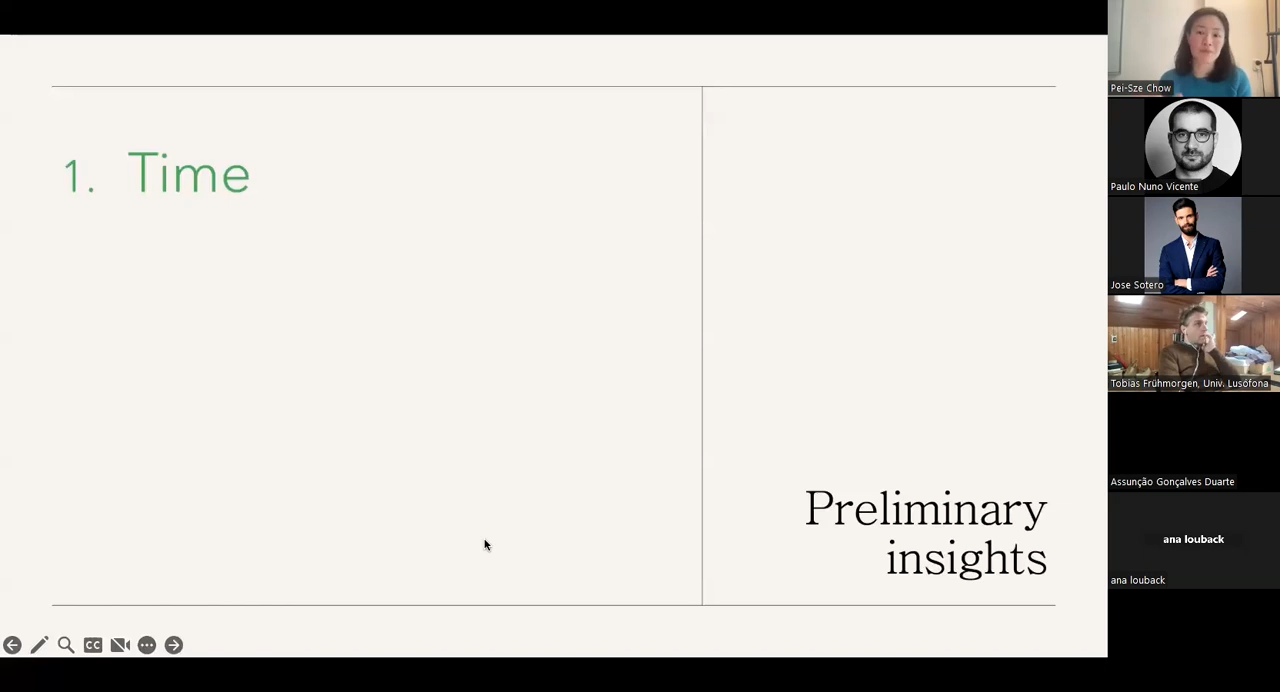 1. Time
Preliminary
insights
CC
Pei-Sze Chow
Paulo Nuno Vicente
Jose Sotero
Tobias Frühmorgen, Univ. Lusófona
Assunção Gonçalves Duarte
ana louback
ana louback